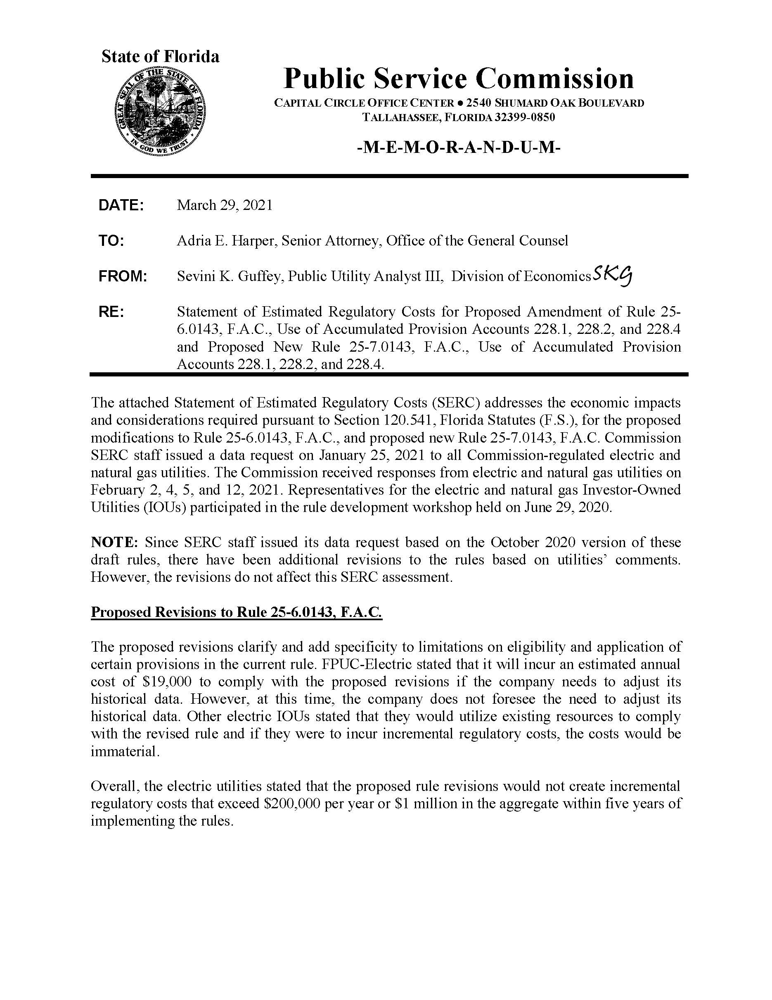 State of Florida
GREAT SEAL OF THE STATE OF FLORIDA
IN GOD WE TRUST
Public Service Commission
CAPITAL CIRCLE OFFICE CENTER ● 2540 SHUMARD OAK BOULEVARD
TALLAHASSEE, FLORIDA 32399-0850
-M-E-M-O-R-A-N-D-U-M-
DATE: March 29, 2021
TO: Adria E. Harper, Senior Attorney, Office of the General Counsel
FROM: Sevini K. Guffey, Public Utility Analyst III, Division of Economics SKG
RE: Statement of Estimated Regulatory Costs for Proposed Amendment of Rule 25-
6.0143, F.A.C., Use of Accumulated Provision Accounts 228.1, 228.2, and 228.4
and Proposed New Rule 25-7.0143, F.A.C., Use of Accumulated Provision
Accounts 228.1, 228.2, and 228.4.
The attached Statement of Estimated Regulatory Costs (SERC) addresses the economic impacts
and considerations required pursuant to Section 120.541, Florida Statutes (F.S.), for the proposed
modifications to Rule 25-6.0143, F.A.C., and proposed new Rule 25-7.0143, F.A.C. Commission
SERC staff issued a data request on January 25, 2021 to all Commission-regulated electric and
natural gas utilities. The Commission received responses from electric and natural gas utilities on
February 2, 4, 5, and 12, 2021. Representatives for the electric and natural gas Investor-Owned
Utilities (IOUs) participated in the rule development workshop held on June 29, 2020.
NOTE: Since SERC staff issued its data request based on the October 2020 version of these
draft rules, there have been additional revisions to the rules based on utilities’ comments.
However, the revisions do not affect this SERC assessment.
Proposed Revisions to Rule 25-6.0143, F.A.C.
The proposed revisions clarify and add specificity to limitations on eligibility and application of
certain provisions in the current rule. FPUC-Electric stated that it will incur an estimated annual
cost of $19,000 to comply with the proposed revisions if the company needs to adjust its
historical data. However, at this time, the company does not foresee the need to adjust its
historical data. Other electric IOUs stated that they would utilize existing resources to comply
with the revised rule and if they were to incur incremental regulatory costs, the costs would be
immaterial.
Overall, the electric utilities stated that the proposed rule revisions would not create incremental
regulatory costs that exceed $200,000 per year or $1 million in the aggregate within five years of
implementing the rules.